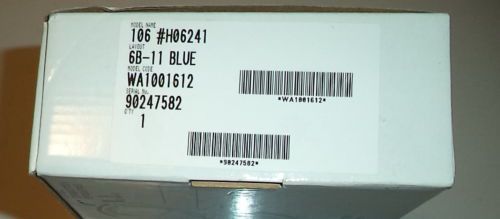 MODEL NAME
106 #H06241
LAYOUT
6B-11 BLUE
MODEL CODE
WA1001612
*WA1001612*
SERIAL No.
90247582
Q'TY
1
*90247582*